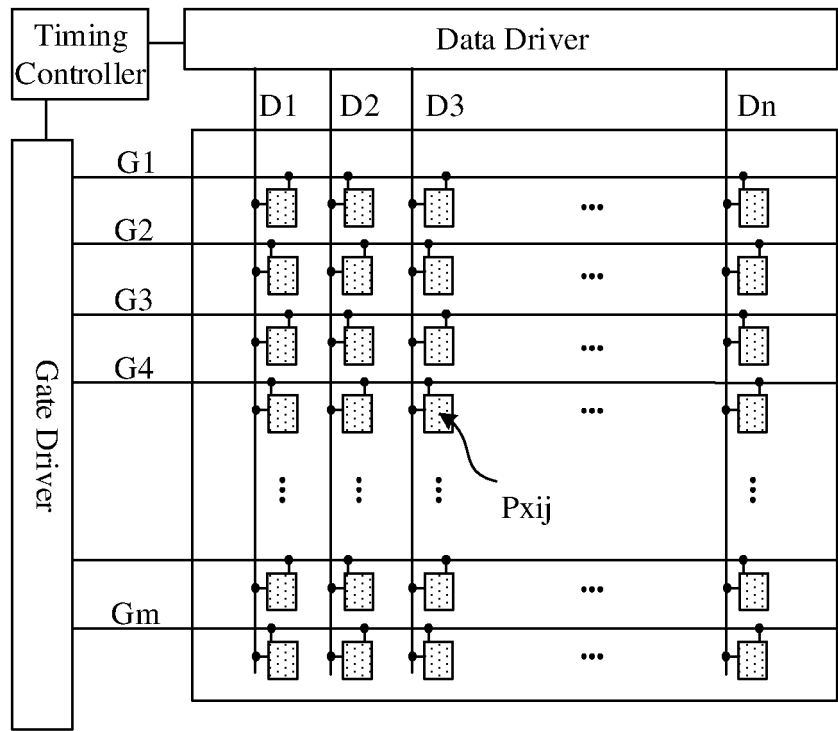 Timing
Controller
Data Driver
D1
D2
D3
Dn
G1
G2
G3
G4
Gate Driver
Pxij
Gm